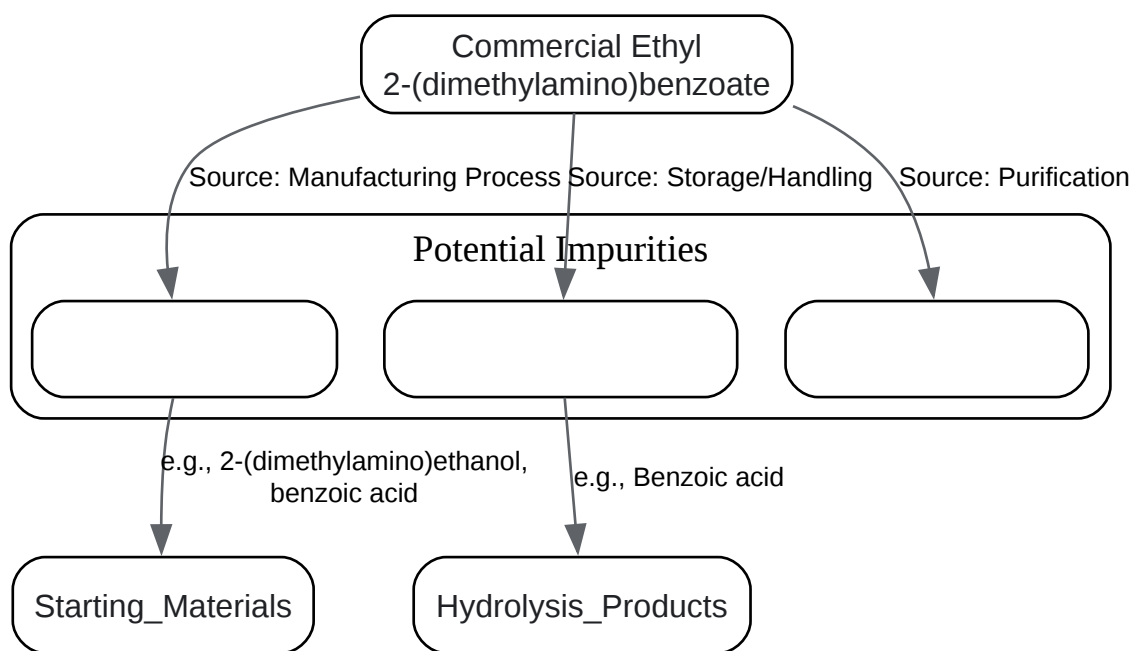 Commercial Ethyl
2-(dimethylamino)benzoate
Source: Manufacturing Process
Source: Storage/Handling
Source: Purification
Potential Impurities
e.g., 2-(dimethylamino)ethanol,
benzoic acid
e.g., Benzoic acid
Starting_Materials
Hydrolysis_Products